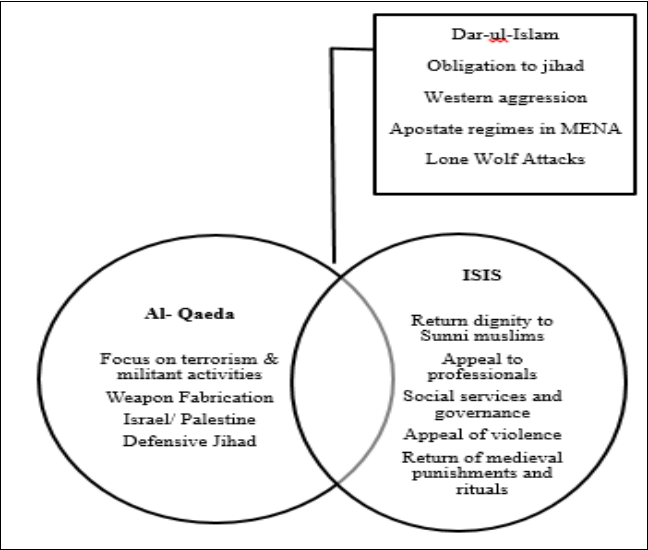 Dar-ul-Islam
Obligation to jihad
Western aggression
Apostate regimes in MENA
Lone Wolf Attacks
Al- Qaeda
Focus on terrorism &
militant activities
Weapon Fabrication
Israel/ Palestine
Defensive Jihad
ISIS
Return dignity to
Sunni muslims
Appeal to
professionals
Social services and
governance
Appeal of violence
Return of medieval
punishments and
rituals